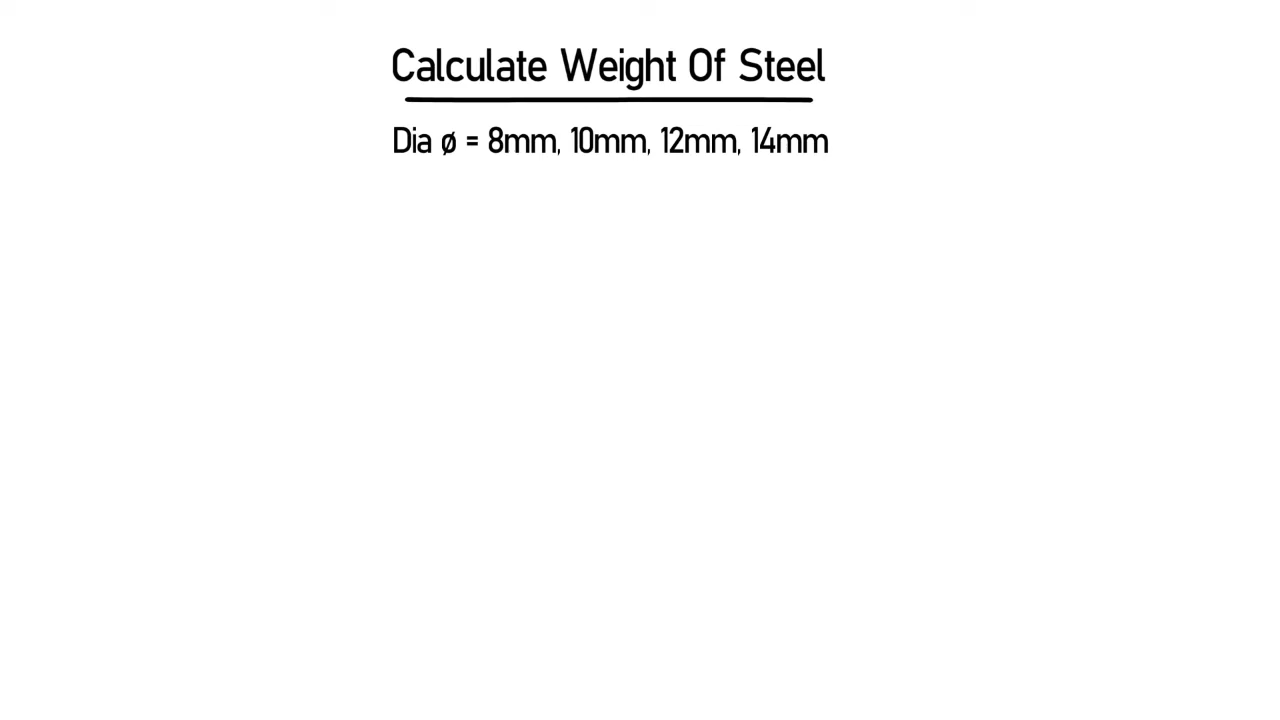 Calculate Weight Of Steel
Dia ø = 8mm, 10mm, 12mm, 14mm